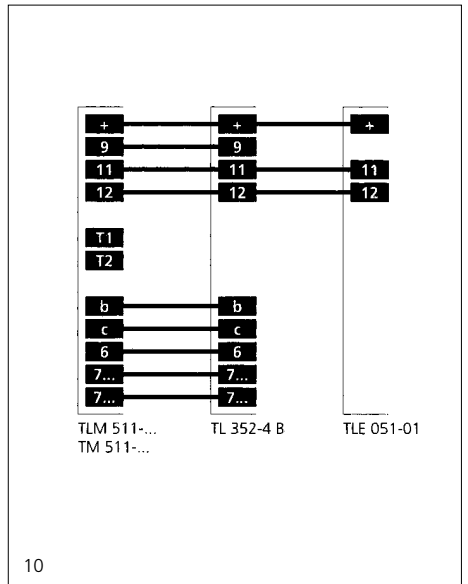 + + +
9 9
11 11 11
12 12 12
T1
T2
b b
c c
6 6
7... 7...
7... 7...
TLM 511-... TL 352-4 B TLE 051-01
TM 511-...
10